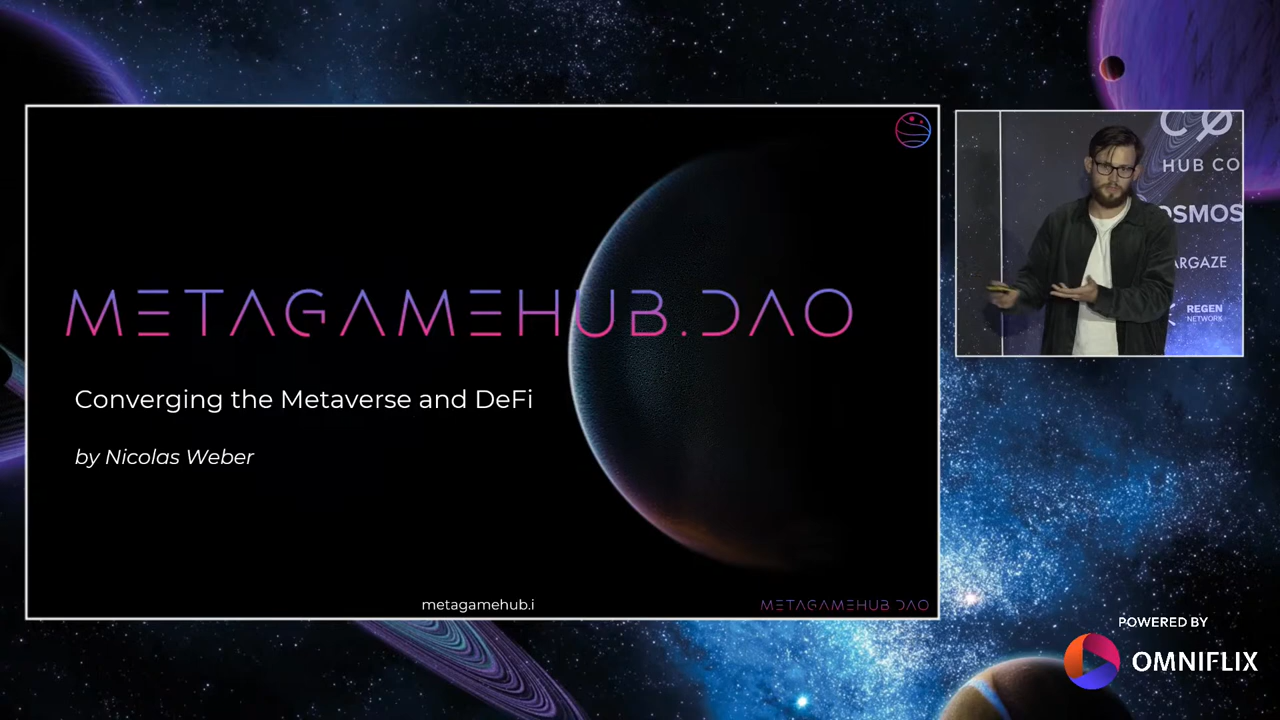 METAGAMEHUB.DAO
Converging the Metaverse and DeFi
by Nicolas Weber
metagamehub.i
METAGAMEHUB DAO
HUB CO
OSMOS
ARGAZE
REGEN
NETWORK
POWERED BY
OMNIFLIX